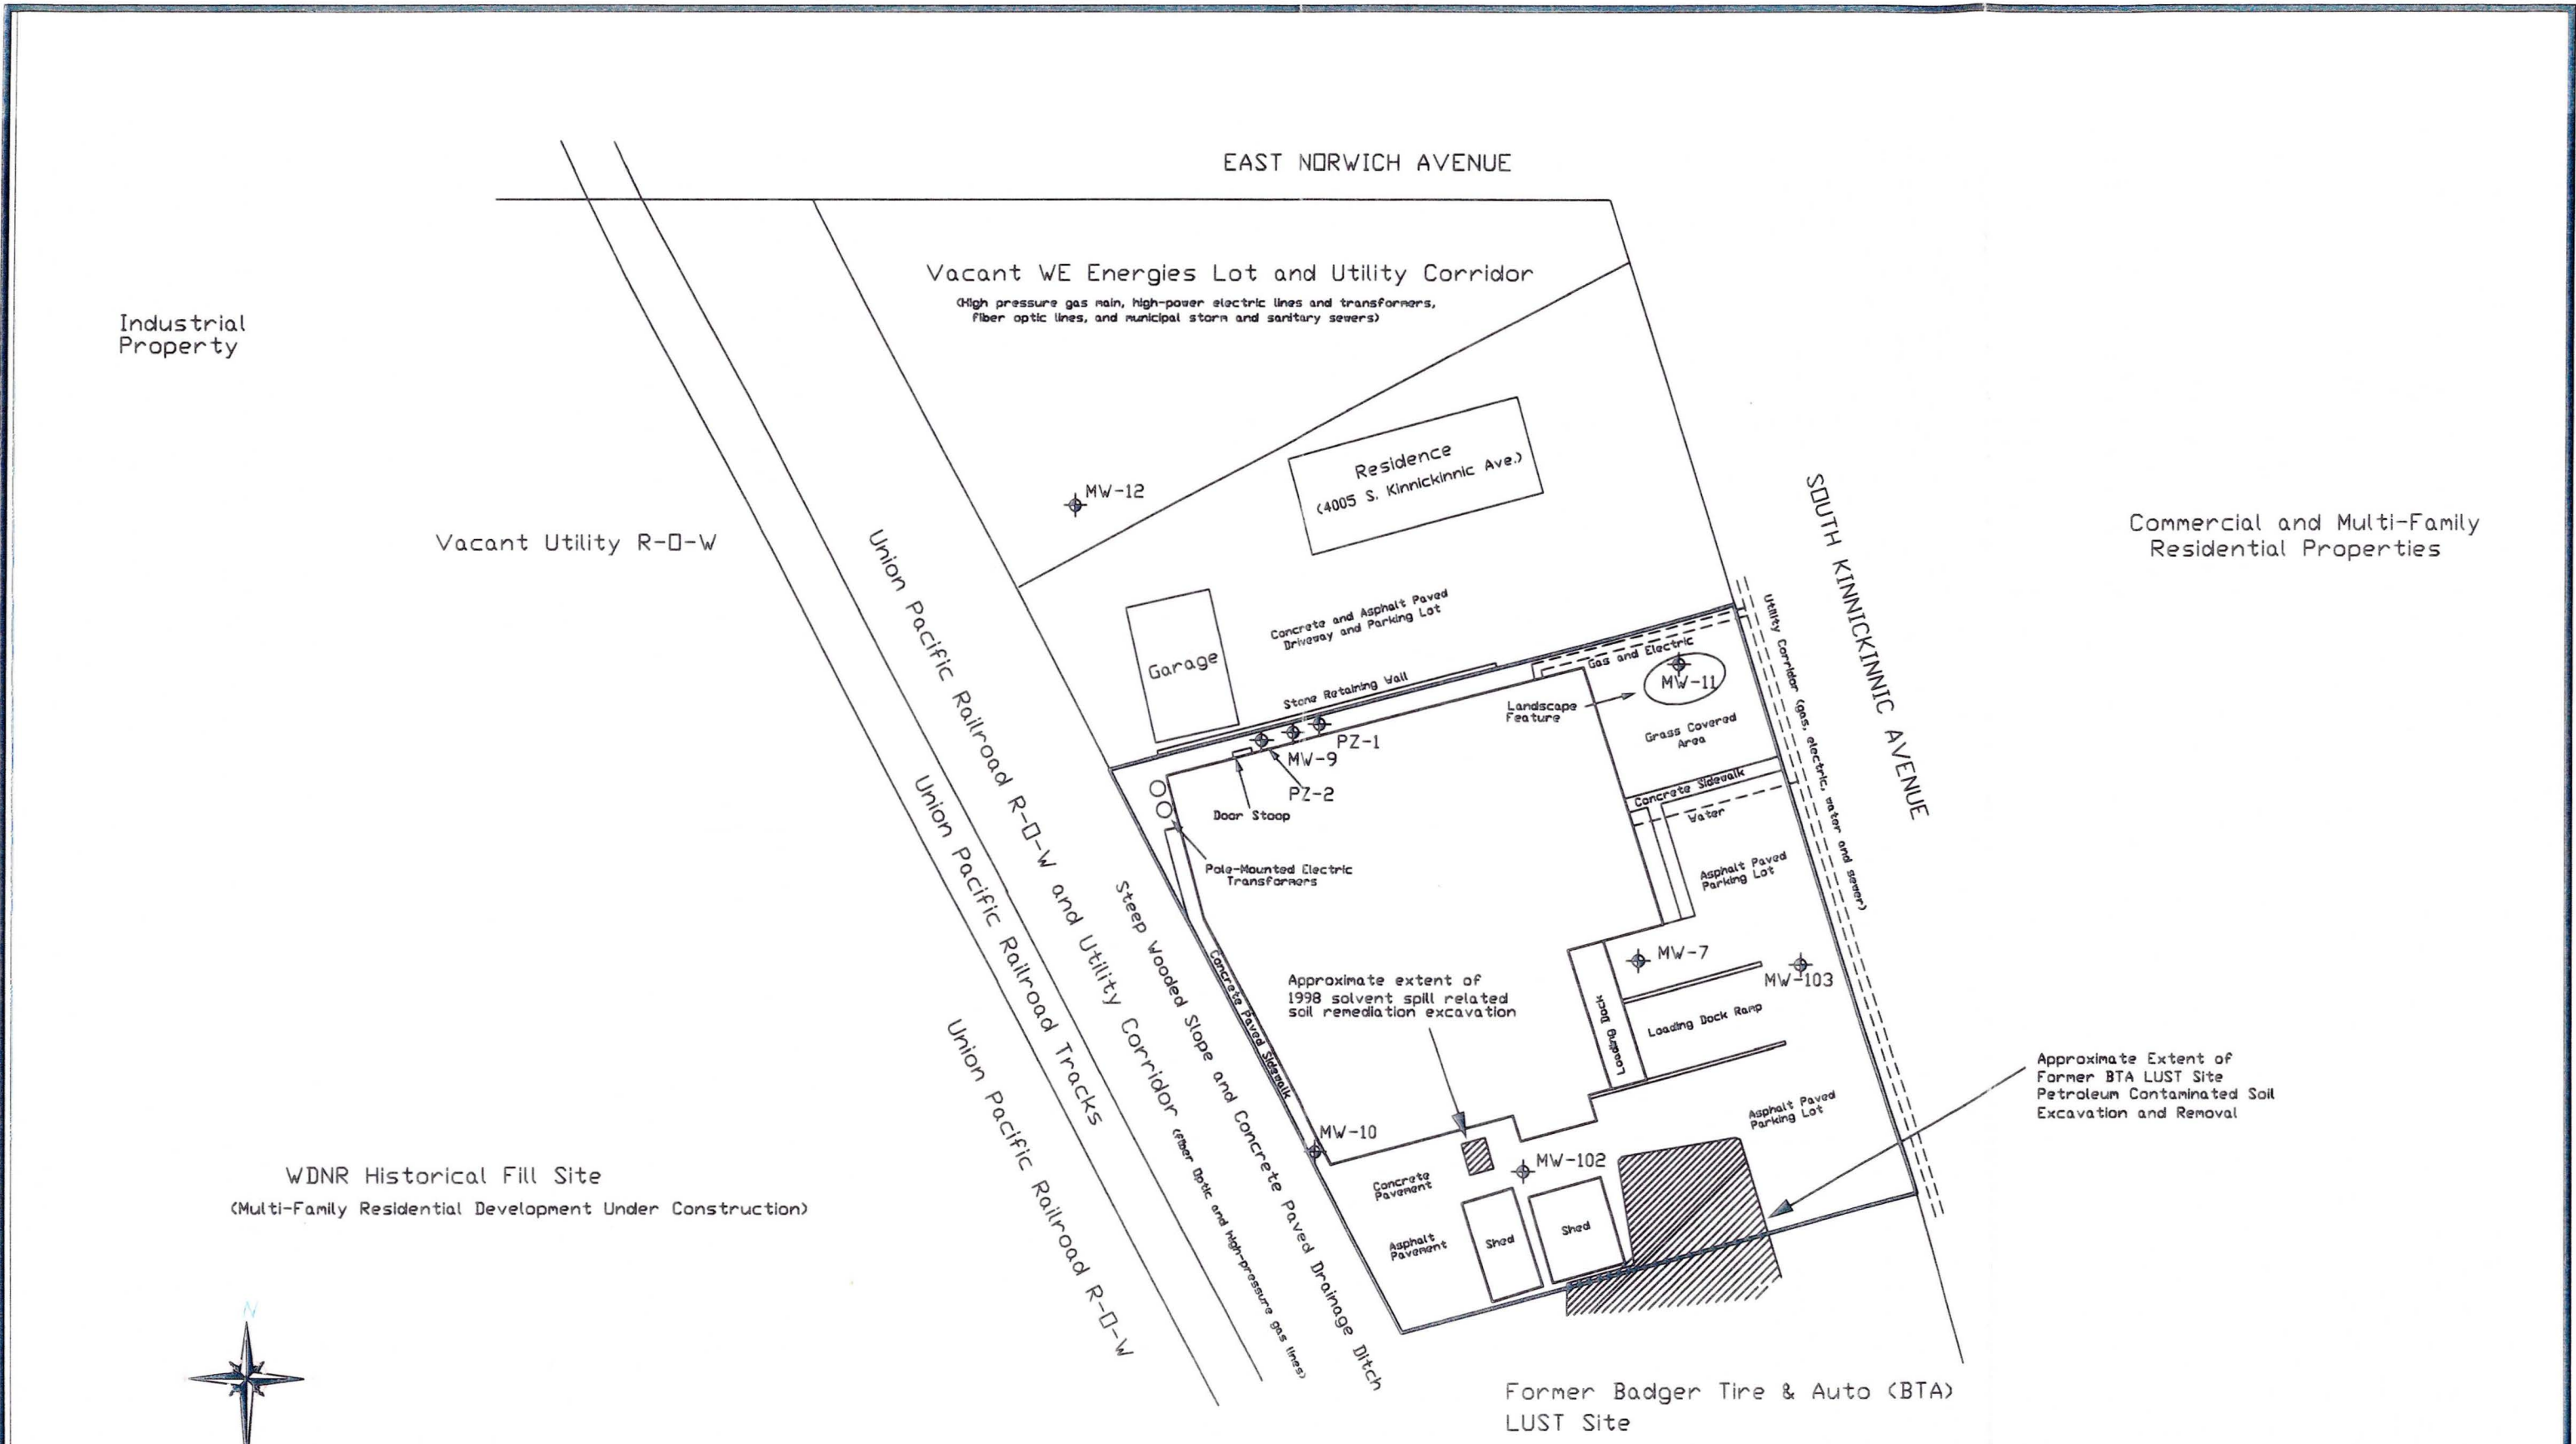 EAST NORWICH AVENUE
Vacant WE Energies Lot and Utility Corridor
(High pressure gas main, high-power electric lines and transformers,
fiber optic lines, and municipal storm and sanitary sewers)
Industrial
Property
Residence
(4005 S. Kinnickinnic Ave.)
MW-12
SOUTH KINNICKINNIC AVENUE
Commercial and Multi-Family
Residential Properties
Vacant Utility R-O-W
Union Pacific Railroad R-O-W and Utility Corridor (Fiber Optic and high-pressure gas lines)
Concrete and Asphalt Paved
Driveway and Parking Lot
Utility Corridor (gas, electric, water and sewer)
Garage
Gas and Electric
MW-11
Stone Retaining Wall
Landscape
Feature
Grass Covered
Area
PZ-1
MW-9
PZ-2
Door Stoop
Concrete Sidewalk
Water
Union Pacific Railroad Tracks
Pole-Mounted Electric
Transformers
Asphalt Paved
Parking Lot
Steep Wooded Slope and Concrete Paved Drainage Ditch
Concrete Paved Sidewalk
MW-7
MW-103
Approximate extent of
1998 solvent spill related
soil remediation excavation
Loading Dock
Loading Dock Ramp
Union Pacific Railroad R-O-W
Approximate Extent of
Former BTA LUST Site
Petroleum Contaminated Soil
Excavation and Removal
Asphalt Paved
Parking Lot
MW-10
MW-102
WDNR Historical Fill Site
(Multi-Family Residential Development Under Construction)
Concrete
Pavement
Asphalt
Pavement
Shed
Shed
N
Former Badger Tire & Auto (BTA)
LUST Site